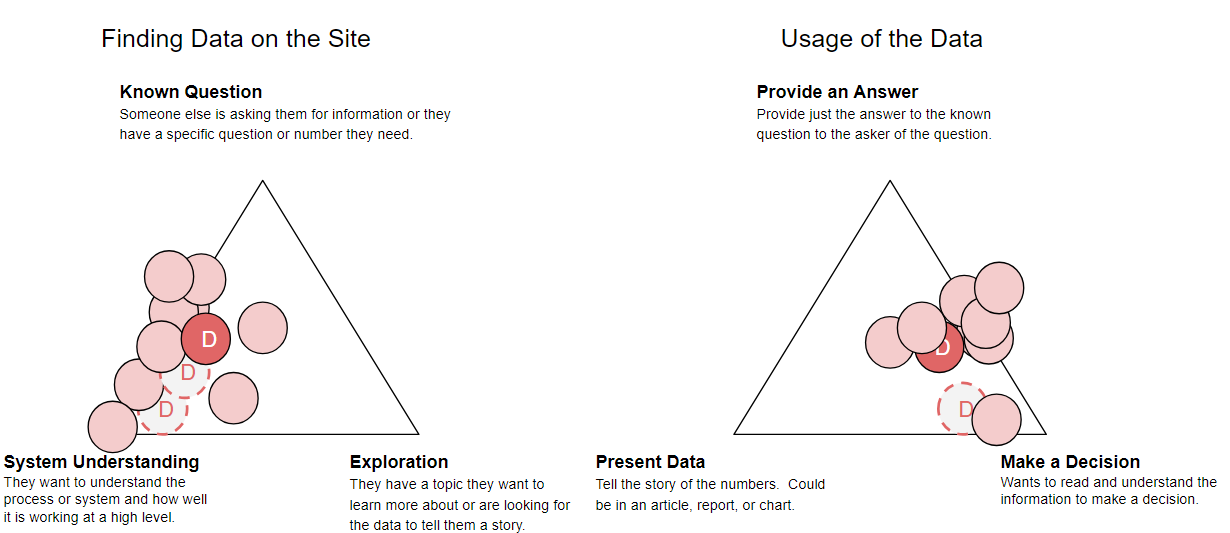 Finding Data on the Site
Usage of the Data
Known Question
Someone else is asking them for information or they
have a specific question or number they need.
Provide an Answer
Provide just the answer to the known
question to the asker of the question.
D
D
D
D
D
System Understanding
They want to understand the
process or system and how well
it is working at a high level.
Exploration
They have a topic they want to
learn more about or are looking for
the data to tell them a story.
Present Data
Tell the story of the numbers.  Could
be in an article, report, or chart.
Make a Decision
Wants to read and understand the
information to make a decision.